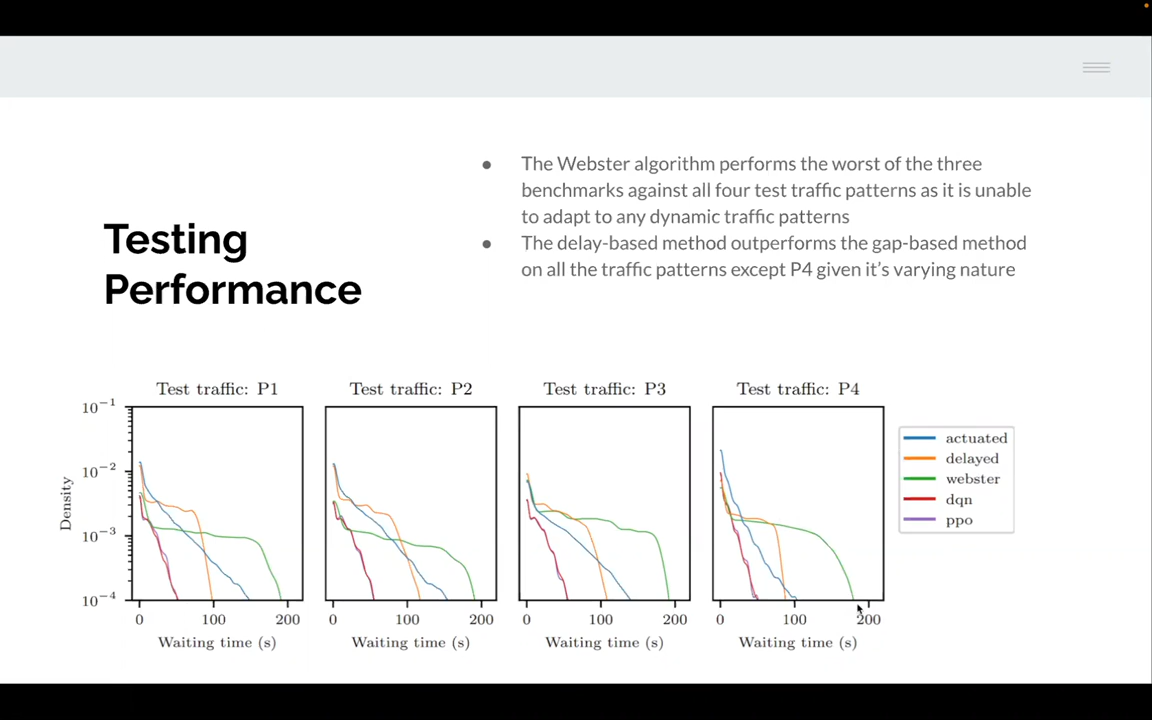 Testing
Performance
● The Webster algorithm performs the worst of the three
benchmarks against all four test traffic patterns as it is unable
to adapt to any dynamic traffic patterns
● The delay-based method outperforms the gap-based method
on all the traffic patterns except P4 given it's varying nature
Test traffic: P1
Test traffic: P2
Test traffic: P3
Test traffic: P4
Density
10⁻¹
10⁻²
10⁻³
10⁻⁴
0 100 200
0 100 200
0 100 200
0 100 200
Waiting time (s)
Waiting time (s)
Waiting time (s)
Waiting time (s)
actuated
delayed
webster
dqn
ppo